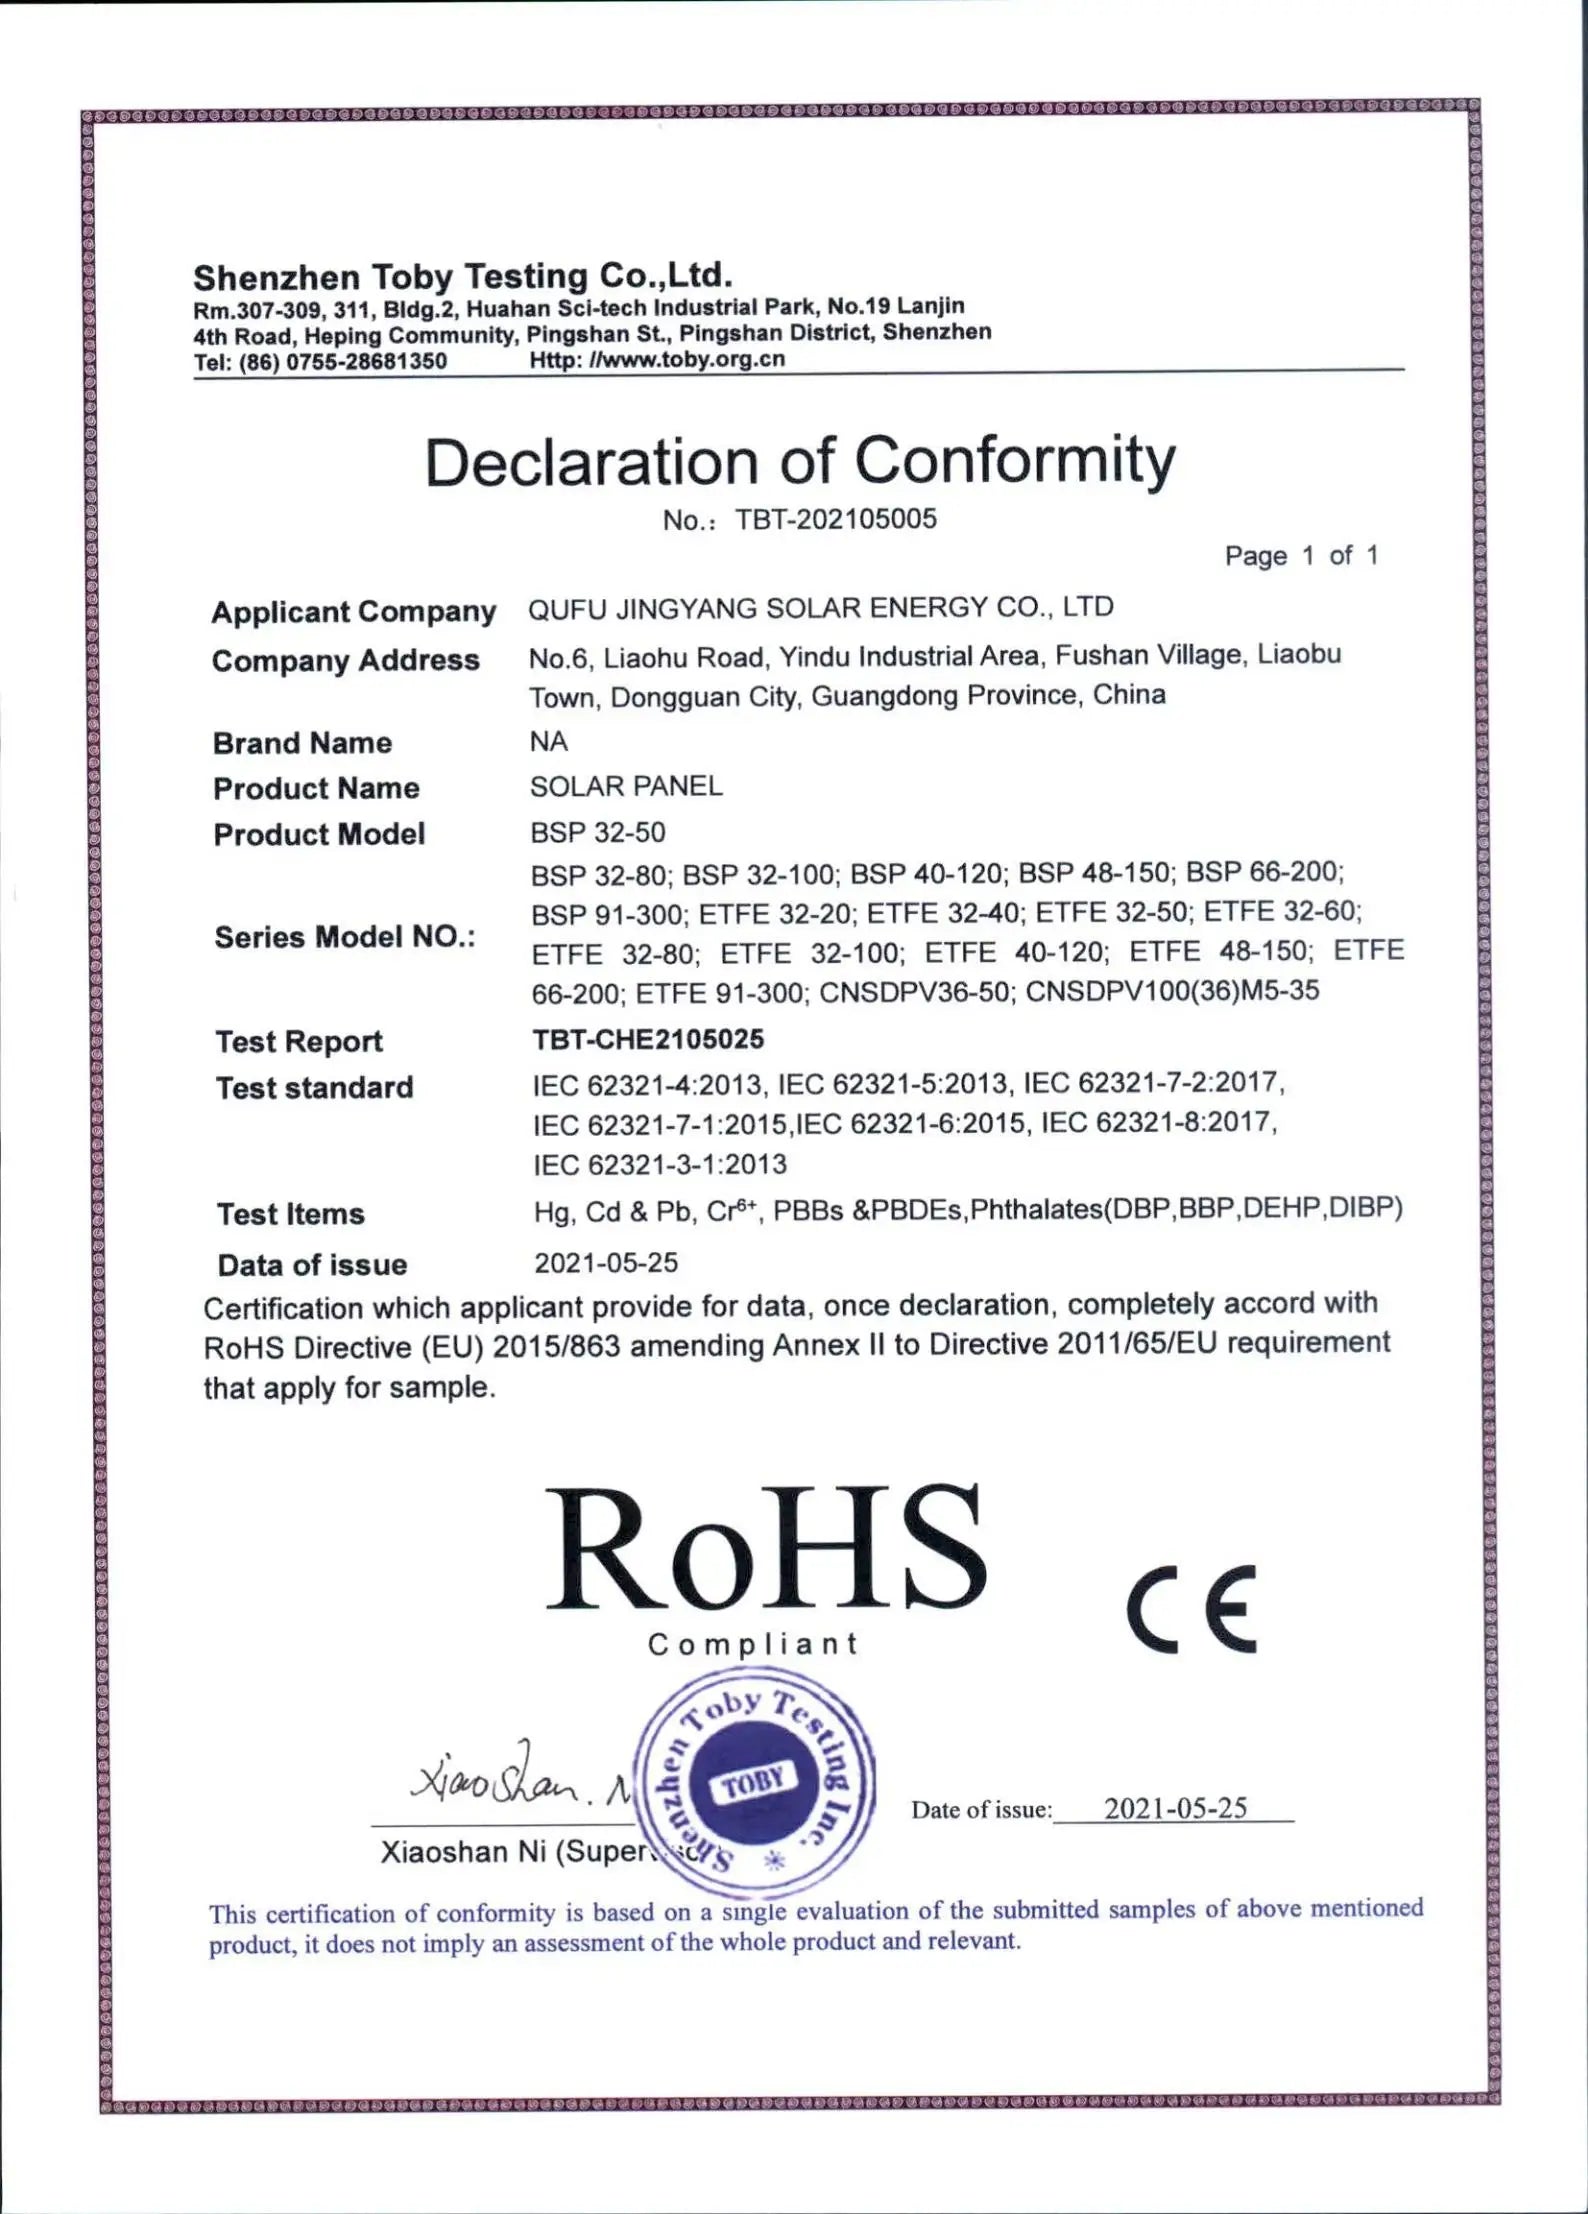 Shenzhen Toby Testing Co.,Ltd.
Rm.307-309, 311, Bldg.2, Huahan Sci-tech Industrial Park, No.19 Lanjin
4th Road, Heping Community, Pingshan St., Pingshan District, Shenzhen
Tel: (86) 0755-28681350 Http: //www.toby.org.cn
Declaration of Conformity
No.: TBT-202105005
Page 1 of 1
Applicant Company QUFU JINGYANG SOLAR ENERGY CO., LTD
Company Address No.6, Liaohu Road, Yindu Industrial Area, Fushan Village, Liaobu
Town, Dongguan City, Guangdong Province, China
Brand Name NA
Product Name SOLAR PANEL
Product Model BSP 32-50
BSP 32-80; BSP 32-100; BSP 40-120; BSP 48-150; BSP 66-200;
BSP 91-300; ETFE 32-20; ETFE 32-40; ETFE 32-50; ETFE 32-60;
Series Model NO.:
ETFE 32-80; ETFE 32-100; ETFE 40-120; ETFE 48-150; ETFE
66-200; ETFE 91-300; CNSDPV36-50; CNSDPV100(36)M5-35
Test Report TBT-CHE2105025
Test standard IEC 62321-4:2013, IEC 62321-5:2013, IEC 62321-7-2:2017,
IEC 62321-7-1:2015,IEC 62321-6:2015, IEC 62321-8:2017,
IEC 62321-3-1:2013
Test Items Hg, Cd & Pb, Cr⁶⁺, PBBs &PBDEs,Phthalates(DBP,BBP,DEHP,DIBP)
Data of issue 2021-05-25
Certification which applicant provide for data, once declaration, completely accord with
RoHS Directive (EU) 2015/863 amending Annex II to Directive 2011/65/EU requirement
that apply for sample.
RoHS
CE
Compliant
Shenzhen Toby Testing Inc.
TOBY
Xiaoshan. N
Date of issue: 2021-05-25
Xiaoshan Ni
This certification of conformity is based on a single evaluation of the submitted samples of above mentioned
product, it does not imply an assessment of the whole product and relevant.